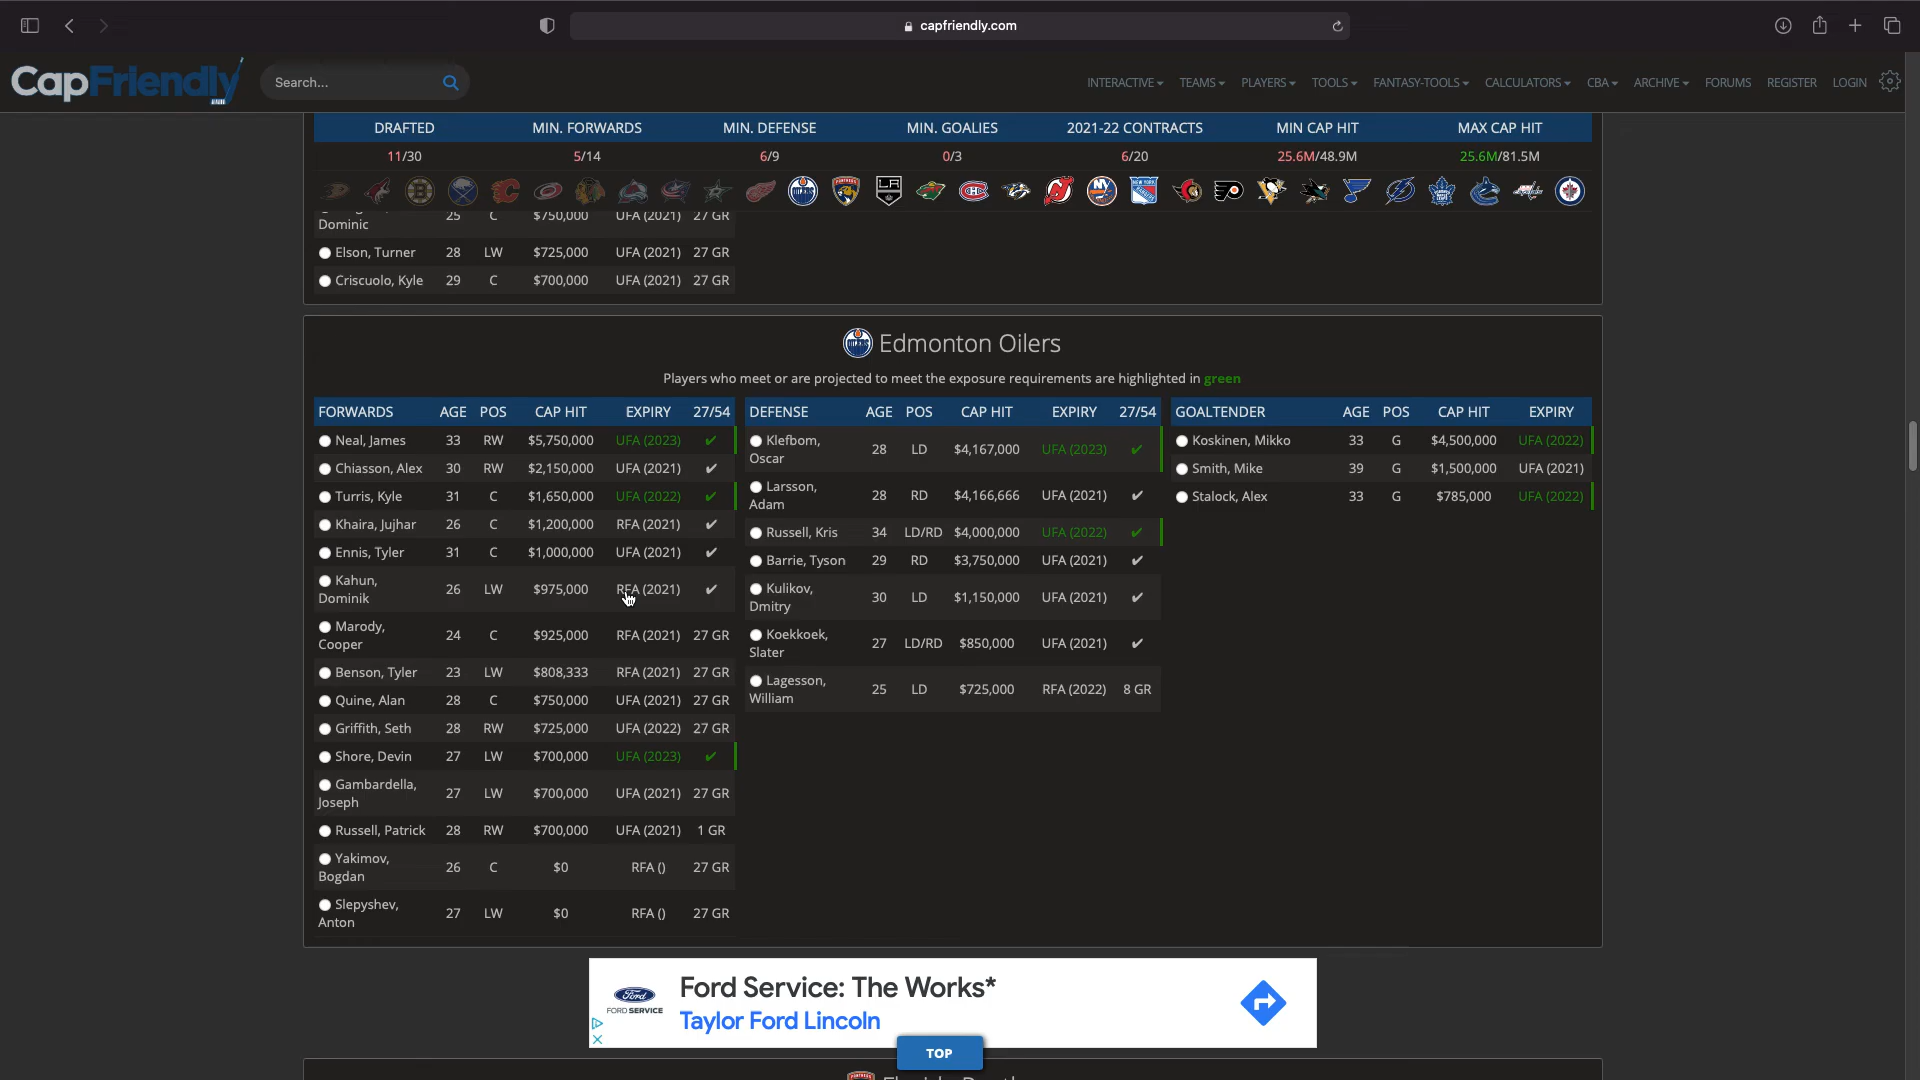 capfriendly.com
CapFriendly
Search...
INTERACTIVE TEAMS PLAYERS TOOLS FANTASY-TOOLS CALCULATORS CBA ARCHIVE FORUMS REGISTER LOGIN
DRAFTED MIN. FORWARDS MIN. DEFENSE MIN. GOALIES 2021-22 CONTRACTS MIN CAP HIT MAX CAP HIT
11/30 5/14 6/9 0/3 6/20 25.6M/48.9M 25.6M/81.5M
Dominic 25 C $750,000 UFA (2021) 27 GR
Elson, Turner 28 LW $725,000 UFA (2021) 27 GR
Criscuolo, Kyle 29 C $700,000 UFA (2021) 27 GR
Edmonton Oilers
Players who meet or are projected to meet the exposure requirements are highlighted in green
FORWARDS AGE POS CAP HIT EXPIRY 27/54
Neal, James 33 RW $5,750,000 UFA (2023) ✔
Chiasson, Alex 30 RW $2,150,000 UFA (2021) ✔
Turris, Kyle 31 C $1,650,000 UFA (2022) ✔
Khaira, Jujhar 26 C $1,200,000 RFA (2021) ✔
Ennis, Tyler 31 C $1,000,000 UFA (2021) ✔
Kahun, Dominik 26 LW $975,000 RFA (2021) ✔
Marody, Cooper 24 C $925,000 RFA (2021) 27 GR
Benson, Tyler 23 LW $808,333 RFA (2021) 27 GR
Quine, Alan 28 C $750,000 UFA (2021) 27 GR
Griffith, Seth 28 RW $725,000 UFA (2022) 27 GR
Shore, Devin 27 LW $700,000 UFA (2023) ✔
Gambardella, Joseph 27 LW $700,000 UFA (2021) 27 GR
Russell, Patrick 28 RW $700,000 UFA (2021) 1 GR
Yakimov, Bogdan 26 C $0 RFA () 27 GR
Slepyshev, Anton 27 LW $0 RFA () 27 GR
DEFENSE AGE POS CAP HIT EXPIRY 27/54
Klefbom, Oscar 28 LD $4,167,000 UFA (2023) ✔
Larsson, Adam 28 RD $4,166,666 UFA (2021) ✔
Russell, Kris 34 LD/RD $4,000,000 UFA (2022) ✔
Barrie, Tyson 29 RD $3,750,000 UFA (2021) ✔
Kulikov, Dmitry 30 LD $1,150,000 UFA (2021) ✔
Koekkoek, Slater 27 LD/RD $850,000 UFA (2021) ✔
Lagesson, William 25 LD $725,000 RFA (2022) 8 GR
GOALTENDER AGE POS CAP HIT EXPIRY
Koskinen, Mikko 33 G $4,500,000 UFA (2022)
Smith, Mike 39 G $1,500,000 UFA (2021)
Stalock, Alex 33 G $785,000 UFA (2022)
Ford
FORD SERVICE
Ford Service: The Works*
Taylor Ford Lincoln
TOP